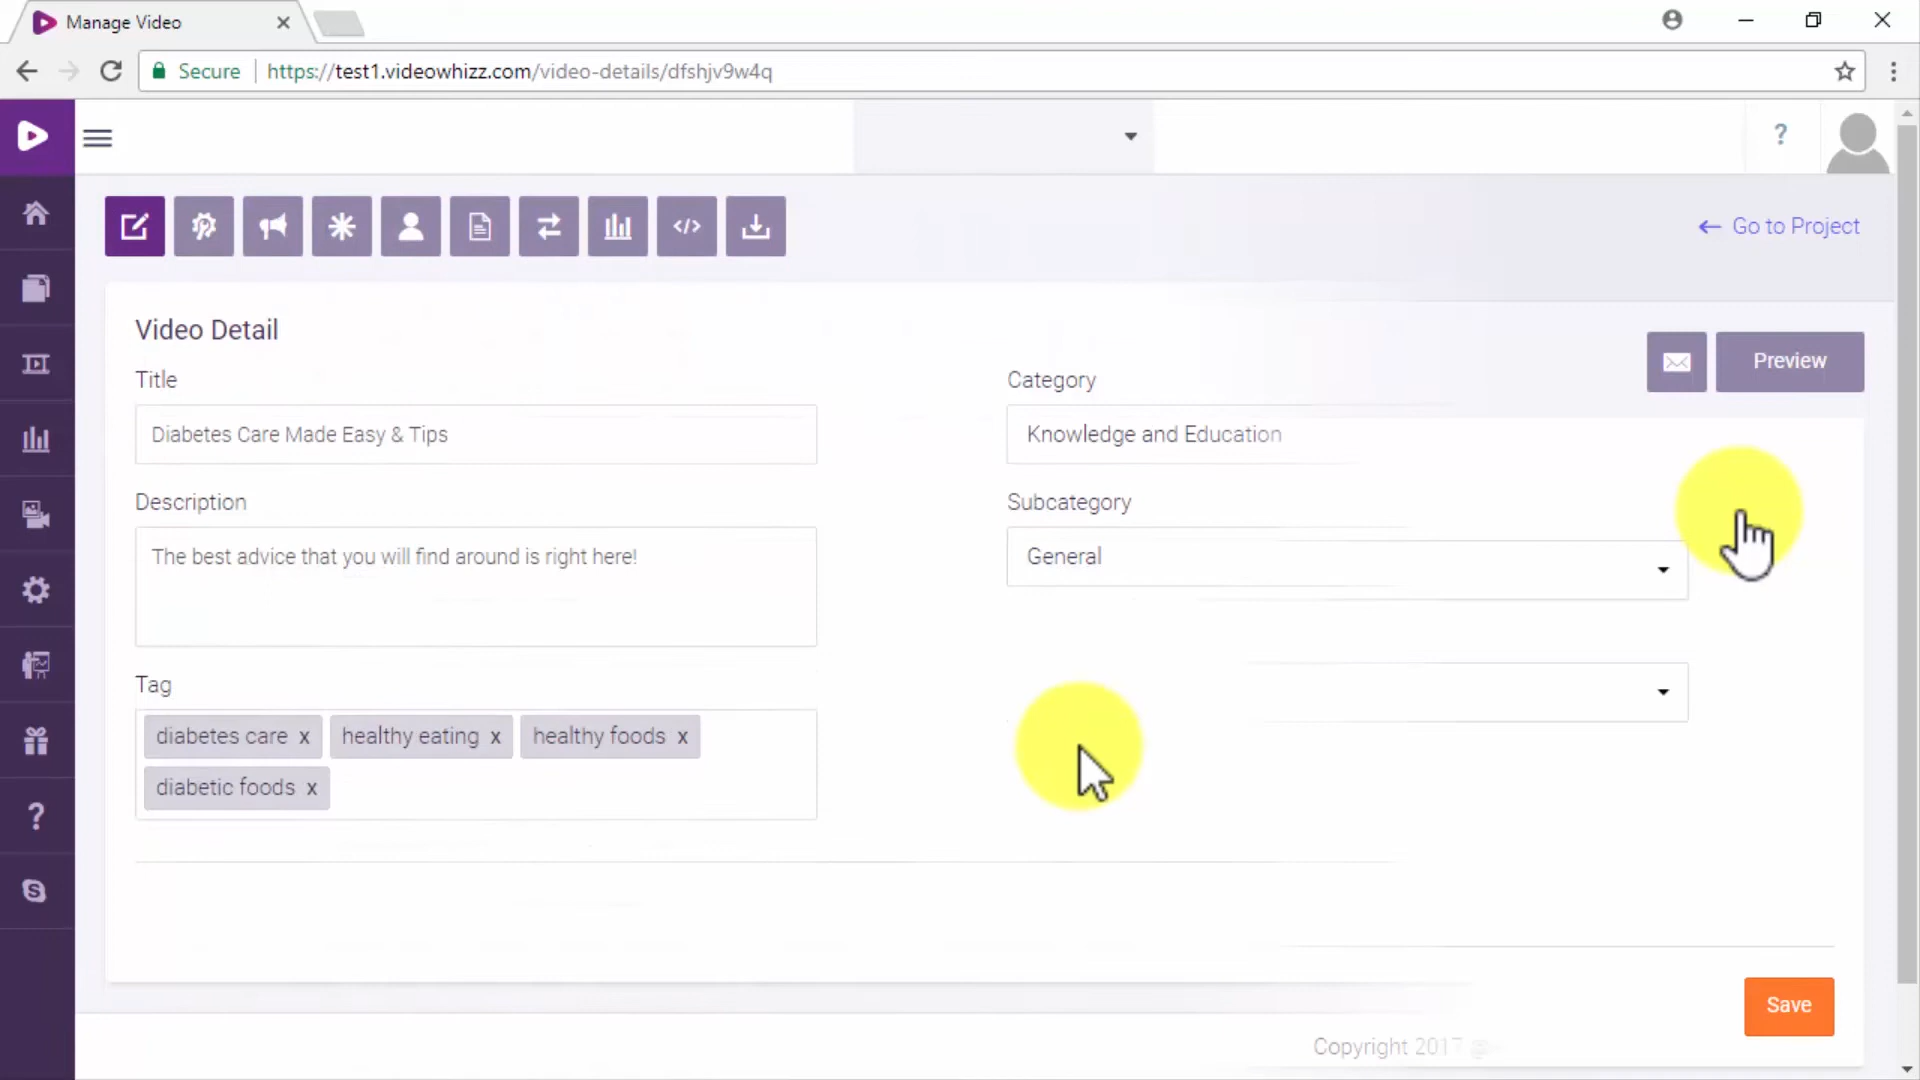 Manage Video
Secure https://test1.videowhizz.com/video-details/dfshjv9w4q
?
</>
← Go to Project
Video Detail
Preview
Title
Category
Diabetes Care Made Easy & Tips
Knowledge and Education
Description
Subcategory
The best advice that you will find around is right here!
General
Tag
diabetes care x healthy eating x healthy foods x
diabetic foods x
?
Save
Copyright 2017 @